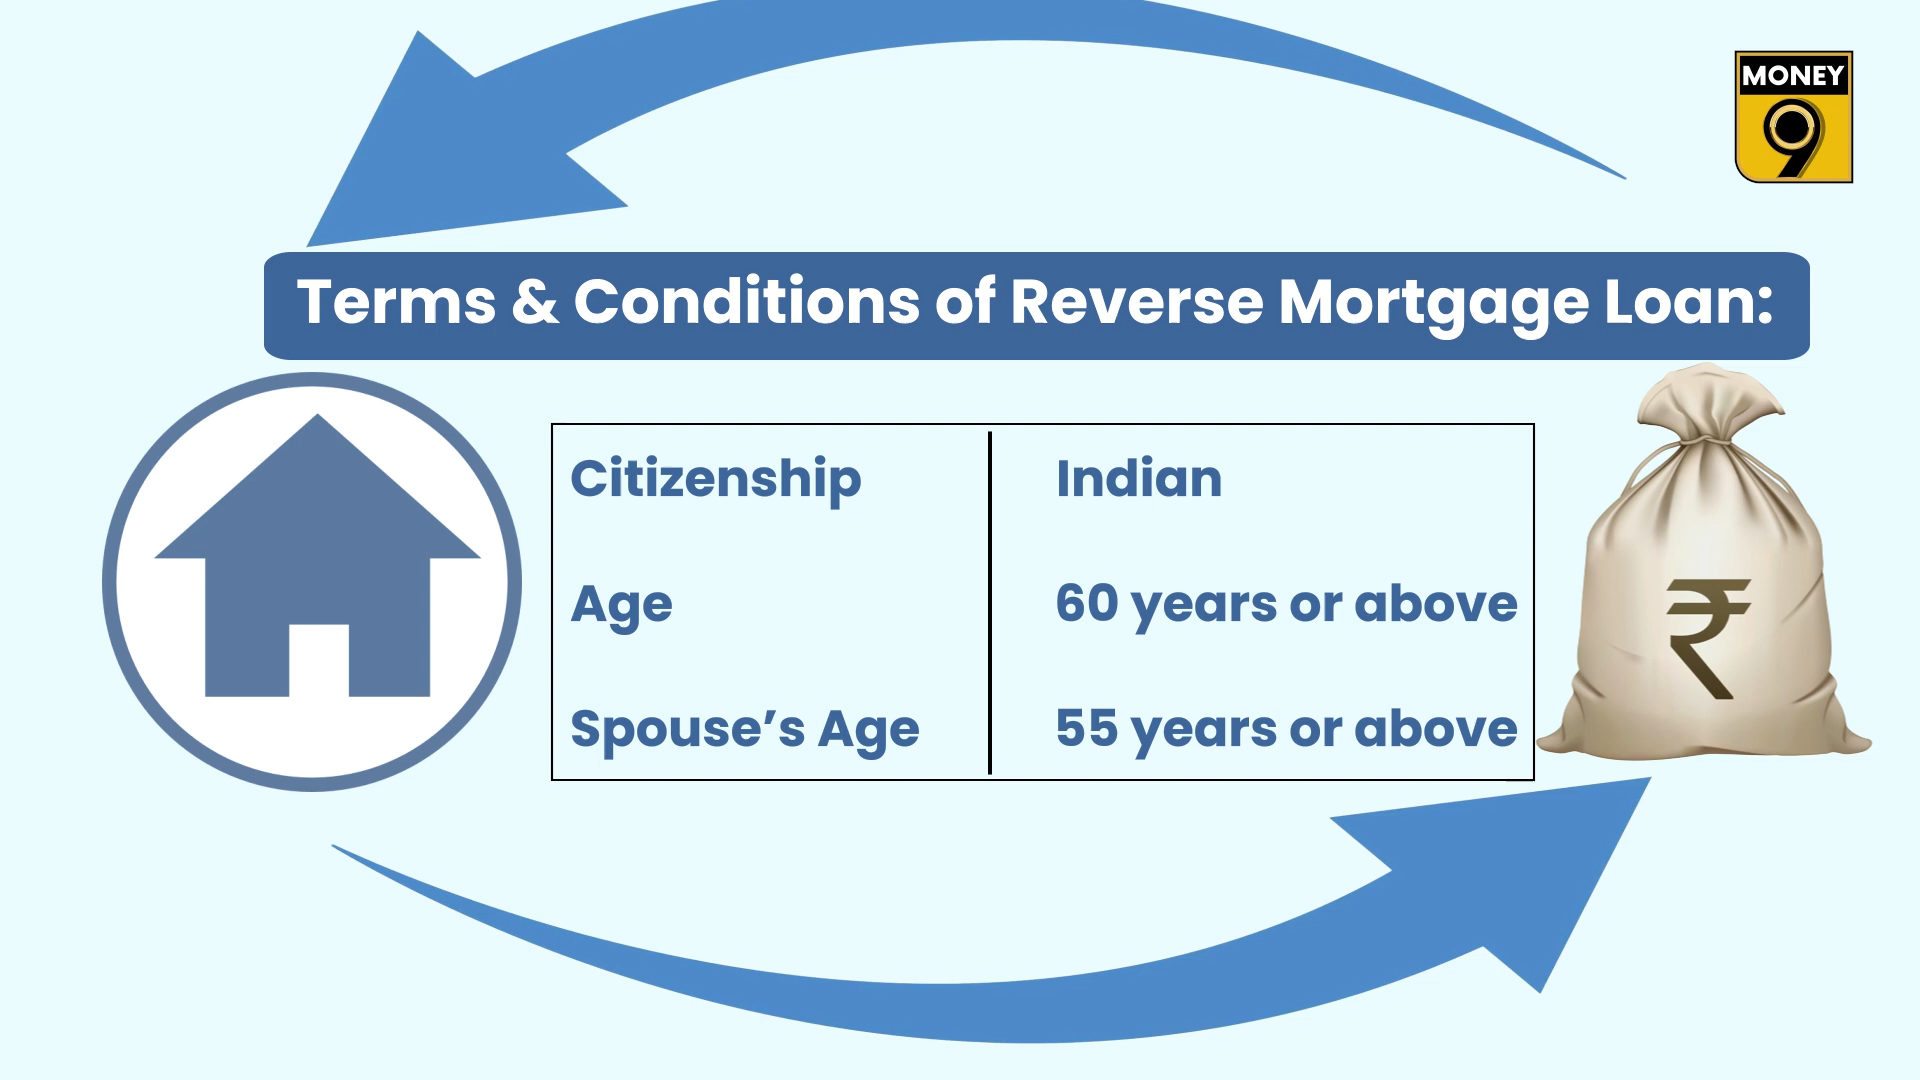 MONEY
9
Terms & Conditions of Reverse Mortgage Loan:
Citizenship Indian
Age 60 years or above
Spouse’s Age 55 years or above
₹